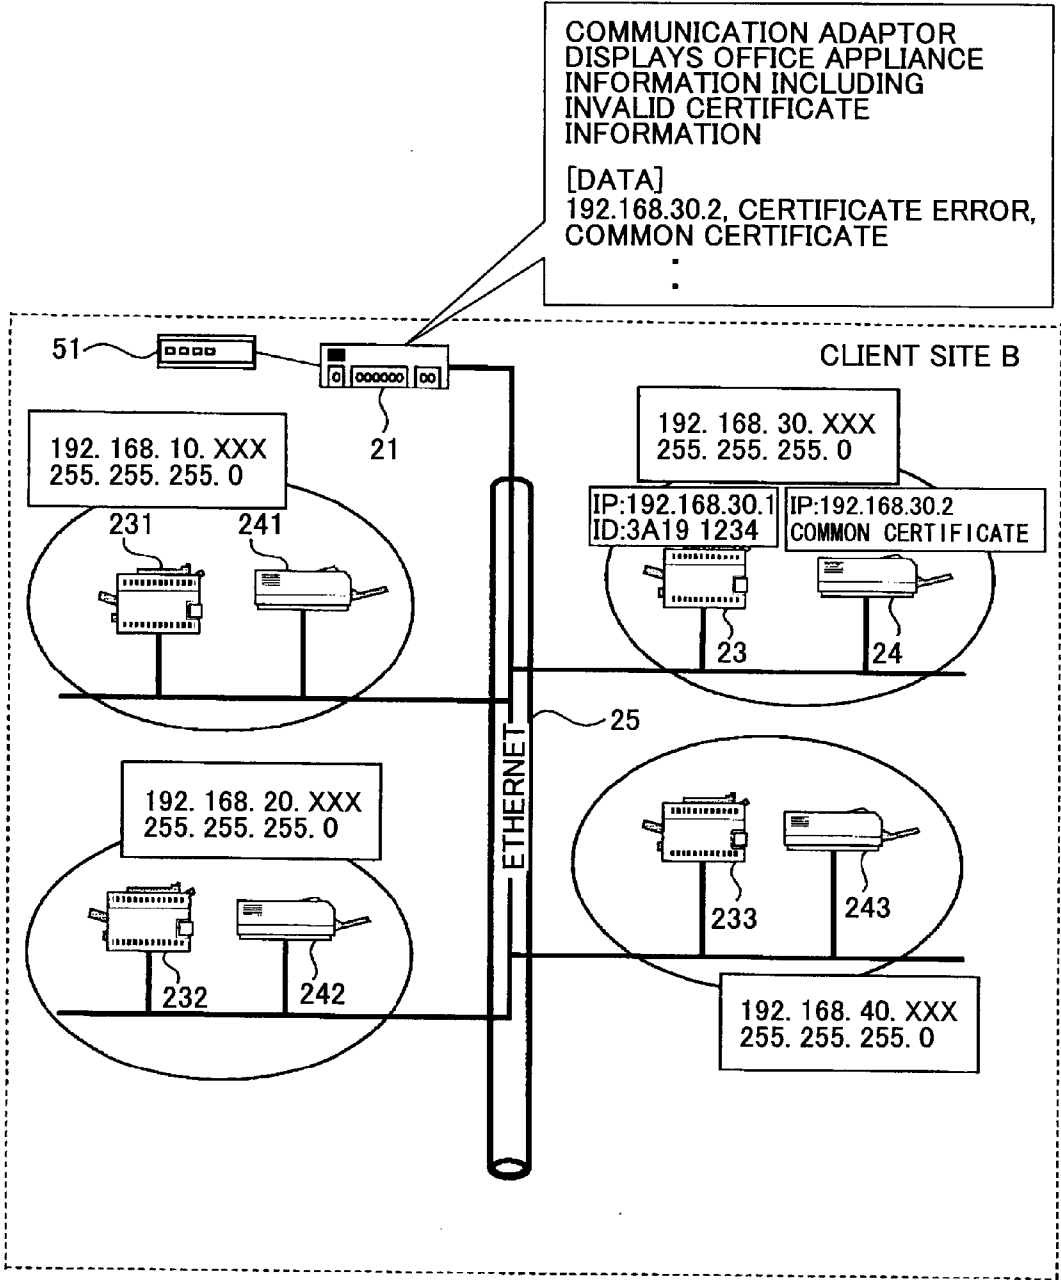 COMMUNICATION ADAPTOR
DISPLAYS OFFICE APPLIANCE
INFORMATION INCLUDING
INVALID CERTIFICATE
INFORMATION
[DATA]
192.168.30.2, CERTIFICATE ERROR,
COMMON CERTIFICATE
:
CLIENT SITE B
51
21
192. 168. 10. XXX
255. 255. 255. 0
231
241
192. 168. 30. XXX
255. 255. 255. 0
IP:192.168.30.1
ID:3A19 1234
IP:192.168.30.2
COMMON CERTIFICATE
23
24
25
ETHERNET
192. 168. 20. XXX
255. 255. 255. 0
232
242
233
243
192. 168. 40. XXX
255. 255. 255. 0